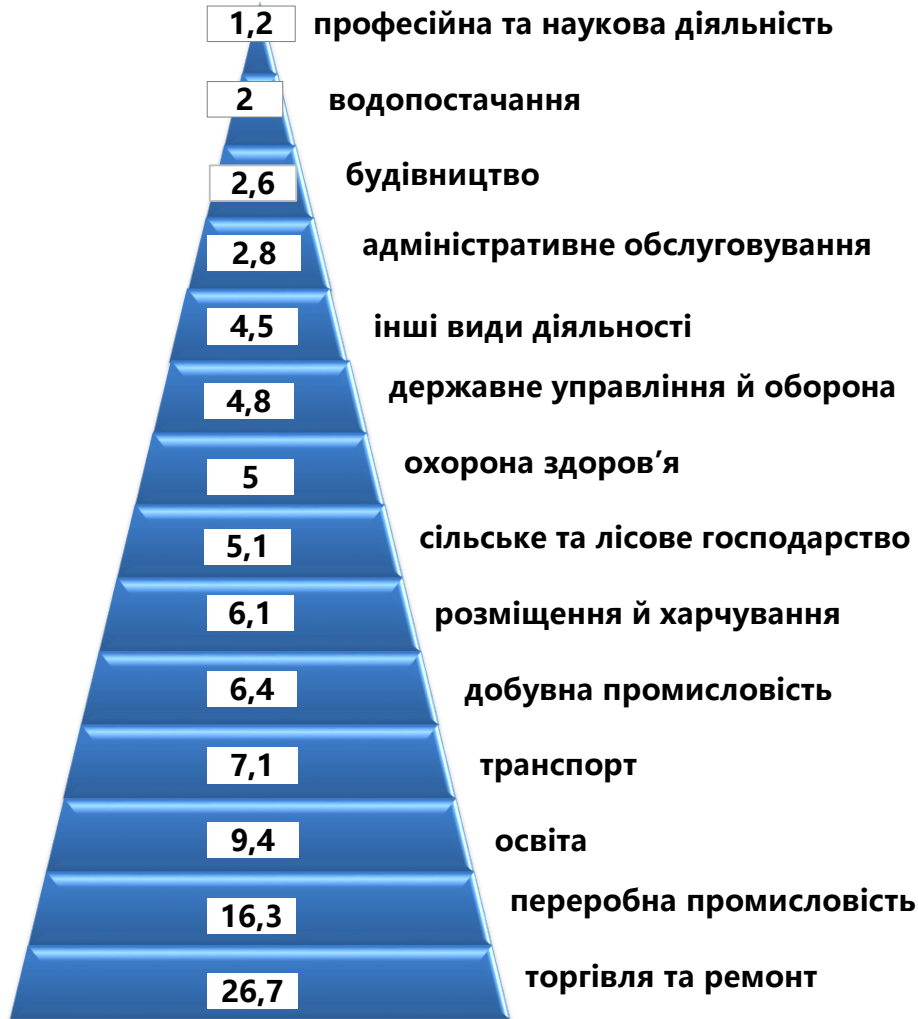 1,2 професійна та наукова діяльність
2 водопостачання
2,6 будівництво
2,8 адміністративне обслуговування
4,5 інші види діяльності
4,8 державне управління й оборона
5 охорона здоров’я
5,1 сільське та лісове господарство
6,1 розміщення й харчування
6,4 добувна промисловість
7,1 транспорт
9,4 освіта
16,3 переробна промисловість
26,7 торгівля та ремонт